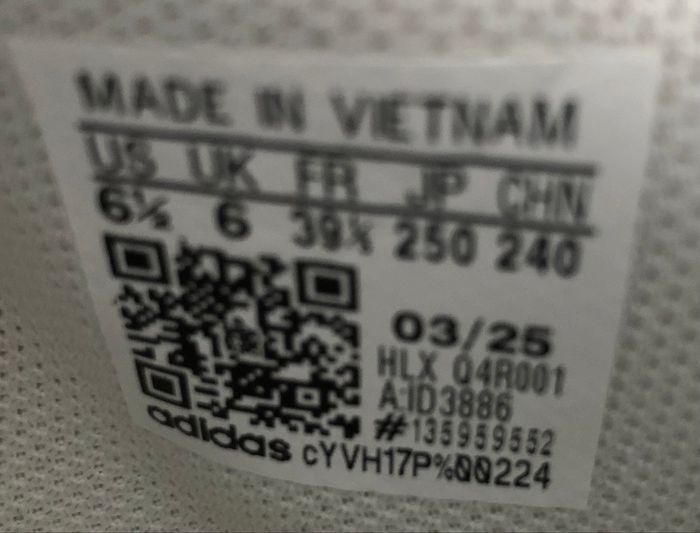 MADE IN VIETNAM
US UK FR JP CHN
6½ 6 39⅓ 250 240
03/25
HLX Q4R001
A:ID3886
#135959552
adidas cYVH17P%00224